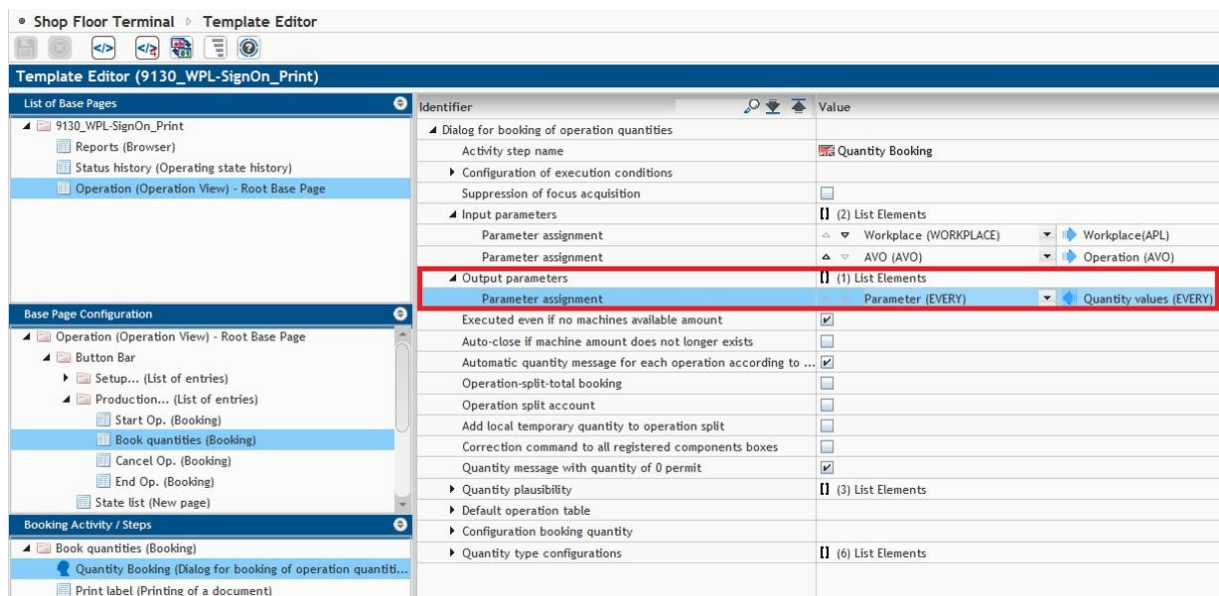 Shop Floor Terminal ▷ Template Editor
Template Editor (9130_WPL-SignOn_Print)
List of Base Pages
9130_WPL-SignOn_Print
Reports (Browser)
Status history (Operating state history)
Operation (Operation View) - Root Base Page
Base Page Configuration
Operation (Operation View) - Root Base Page
Button Bar
Setup... (List of entries)
Production... (List of entries)
Start Op. (Booking)
Book quantities (Booking)
Cancel Op. (Booking)
End Op. (Booking)
State list (New page)
Booking Activity / Steps
Book quantities (Booking)
Quantity Booking (Dialog for booking of operation quantiti...
Print label (Printing of a document)
Identifier Value
Dialog for booking of operation quantities
Activity step name Quantity Booking
Configuration of execution conditions
Suppression of focus acquisition
Input parameters [] (2) List Elements
Parameter assignment Workplace (WORKPLACE) Workplace(APL)
Parameter assignment AVO (AVO) Operation (AVO)
Output parameters [] (1) List Elements
Parameter assignment Parameter (EVERY) Quantity values (EVERY)
Executed even if no machines available amount
Auto-close if machine amount does not longer exists
Automatic quantity message for each operation according to ...
Operation-split-total booking
Operation split account
Add local temporary quantity to operation split
Correction command to all registered components boxes
Quantity message with quantity of 0 permit
Quantity plausibility [] (3) List Elements
Default operation table
Configuration booking quantity
Quantity type configurations [] (6) List Elements